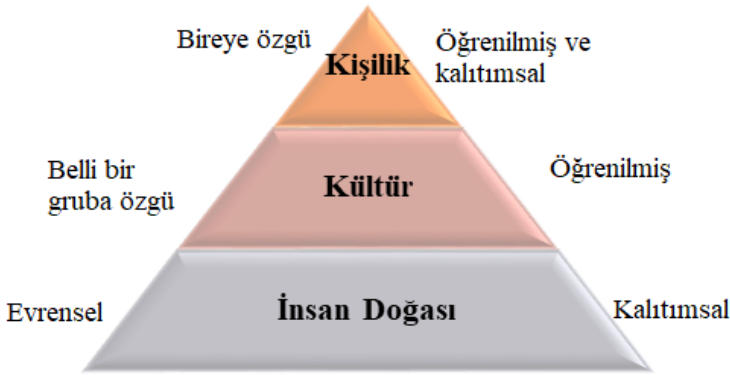 Bireye özgü
Kişilik
Öğrenilmiş ve
kalıtımsal
Belli bir
gruba özgü
Kültür
Öğrenilmiş
Evrensel
İnsan Doğası
Kalıtımsal